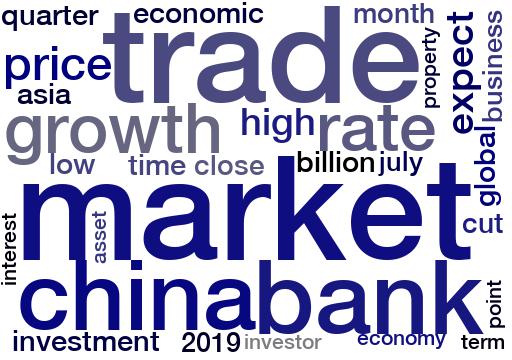 quarter economic month
price trade property expect business
asia
growth high rate
low time close billion july global
market cut
interest asset
china bank point
investment 2019 investor economy term